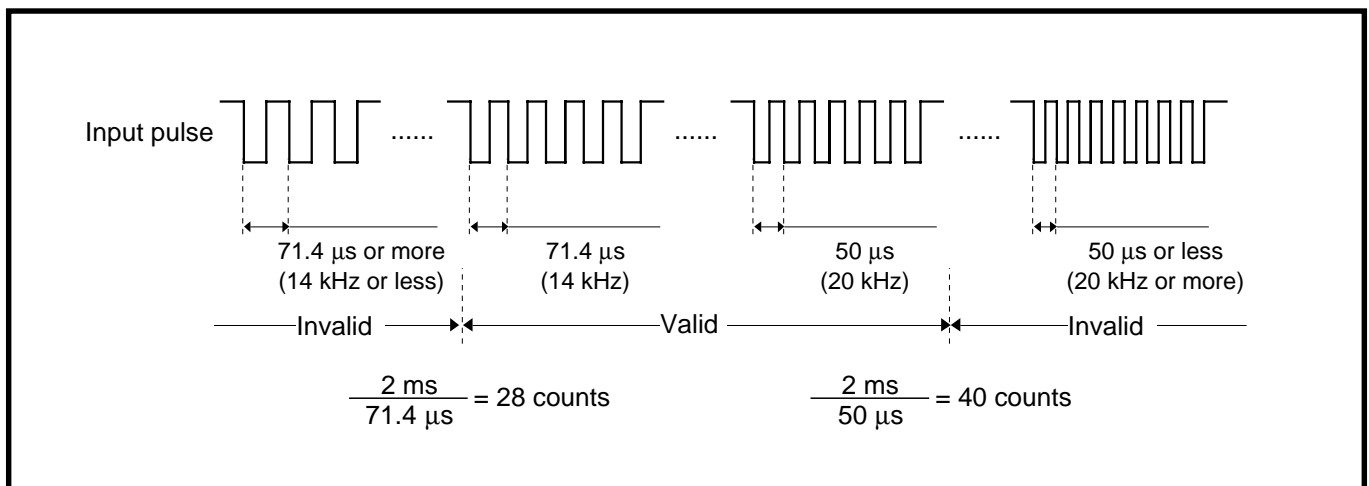 Input pulse ...... ...... ......
71.4 μs or more 71.4 μs 50 μs 50 μs or less
(14 kHz or less) (14 kHz) (20 kHz) (20 kHz or more)
Invalid Valid Invalid
2 ms
71.4 μs = 28 counts
2 ms
50 μs = 40 counts